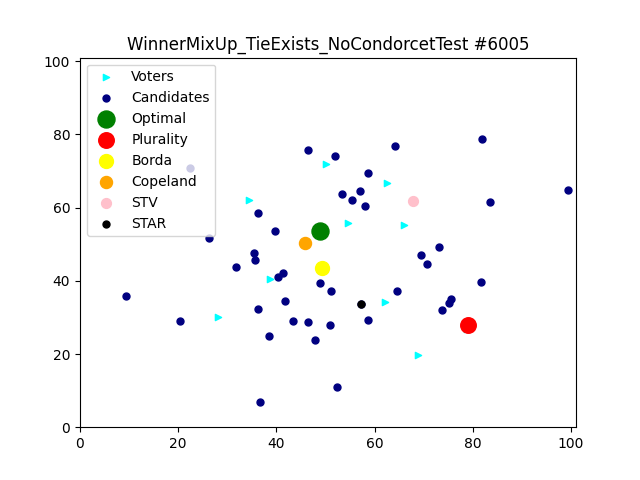 WinnerMixUp_TieExists_NoCondorcetTest #6005
100
80
60
40
20
0
Voters
Candidates
Optimal
Plurality
Borda
Copeland
STV
STAR
0 20 40 60 80 100